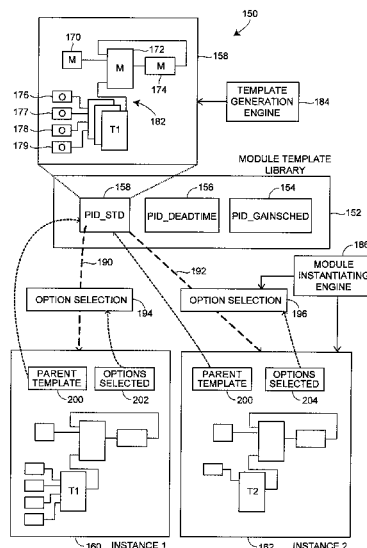 150
170
M
172
M
M
174
158
176
O
177
O
178
O
179
O
182
T1
TEMPLATE GENERATION ENGINE
184
MODULE TEMPLATE LIBRARY
158
PID_STD
156
PID_DEADTIME
154
PID_GAINSCHED
152
186
MODULE INSTANTIATING ENGINE
190
192
OPTION SELECTION
194
OPTION SELECTION
196
PARENT TEMPLATE
200
OPTIONS SELECTED
202
PARENT TEMPLATE
200
OPTIONS SELECTED
204
T1
T2
160
INSTANCE 1
162
INSTANCE 2